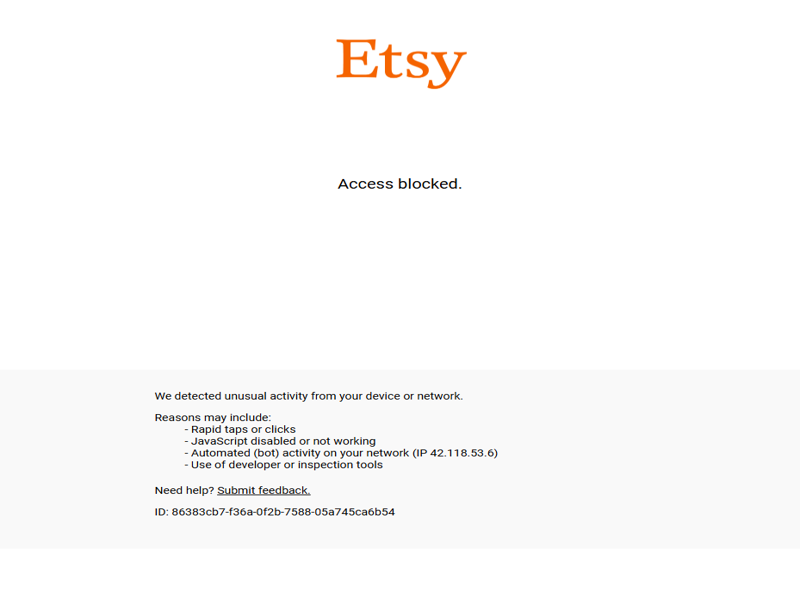 Etsy
Access blocked.
We detected unusual activity from your device or network.
Reasons may include:
- Rapid taps or clicks
- JavaScript disabled or not working
- Automated (bot) activity on your network (IP 42.118.53.6)
- Use of developer or inspection tools
Need help? Submit feedback.
ID: 86383cb7-f36a-0f2b-7588-05a745ca6b54